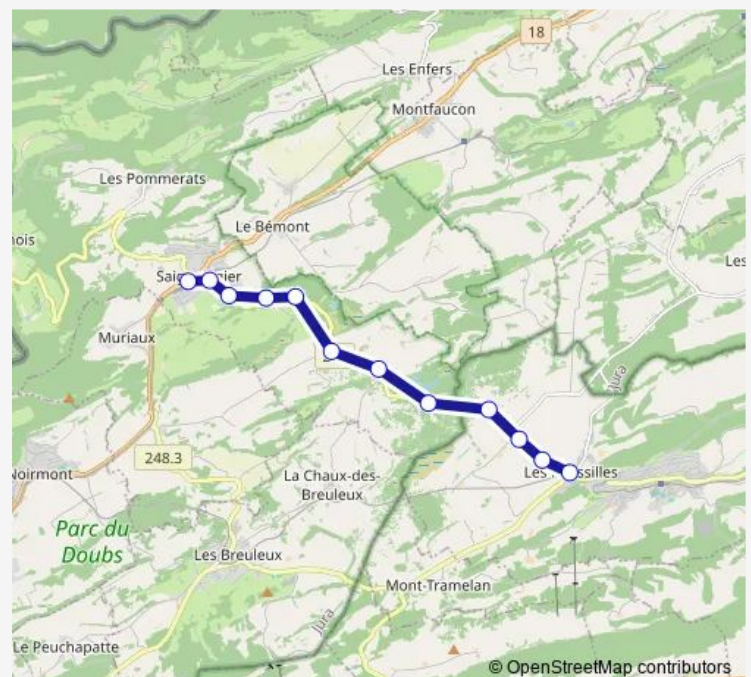 18
Les Enfers
Montfaucon
Les Pommerats
Le Bémont
nois
Les
Muriaux
Jura
248.3
Noirmont
La Chaux-des-
Breuleux
Parc du
Doubs
Les Breuleux
Mont-Tramelan
Jura
Le Peuchapatte
© OpenStreetMap contributors